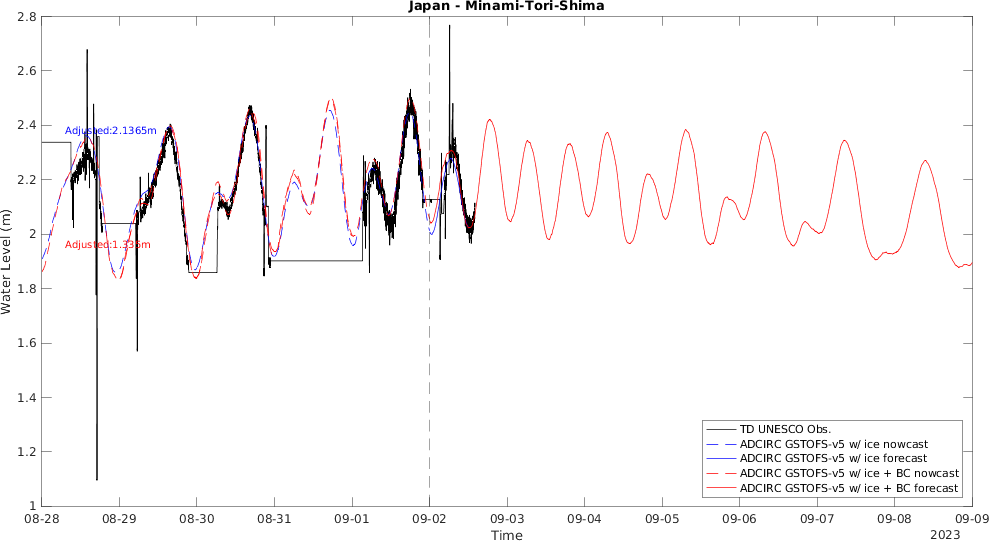 Japan - Minami-Tori-Shima
2.8
2.6
2.4
2.2
2
1.8
1.6
1.4
1.2
1
Water Level (m)
Adjusted:2.1365m
Adjusted:1.335m
TD UNESCO Obs.
ADCIRC GSTOFS-v5 w/ ice nowcast
ADCIRC GSTOFS-v5 w/ ice forecast
ADCIRC GSTOFS-v5 w/ ice + BC nowcast
ADCIRC GSTOFS-v5 w/ ice + BC forecast
08-28 08-29 08-30 08-31 09-01 09-02 09-03 09-04 09-05 09-06 09-07 09-08 09-09
Time
2023